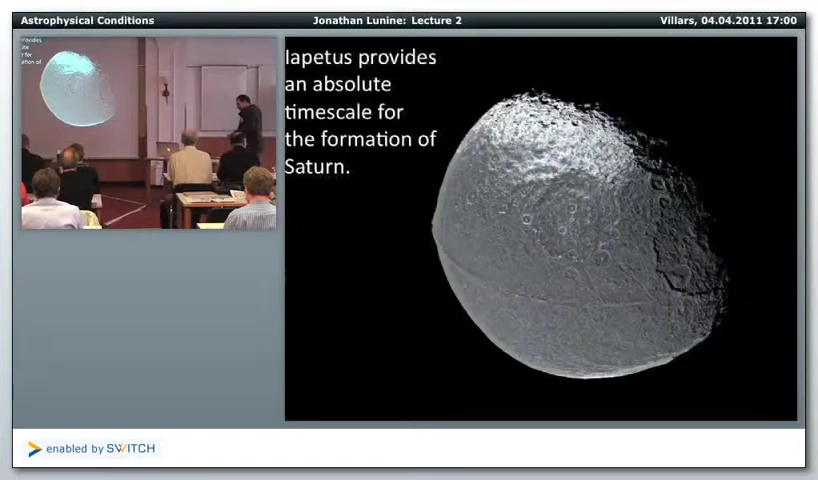 Astrophysical Conditions
Jonathan Lunine: Lecture 2
Villars, 04.04.2011 17:00
Iapetus provides
an absolute
timescale for
the formation of
Saturn.
enabled by SWITCH